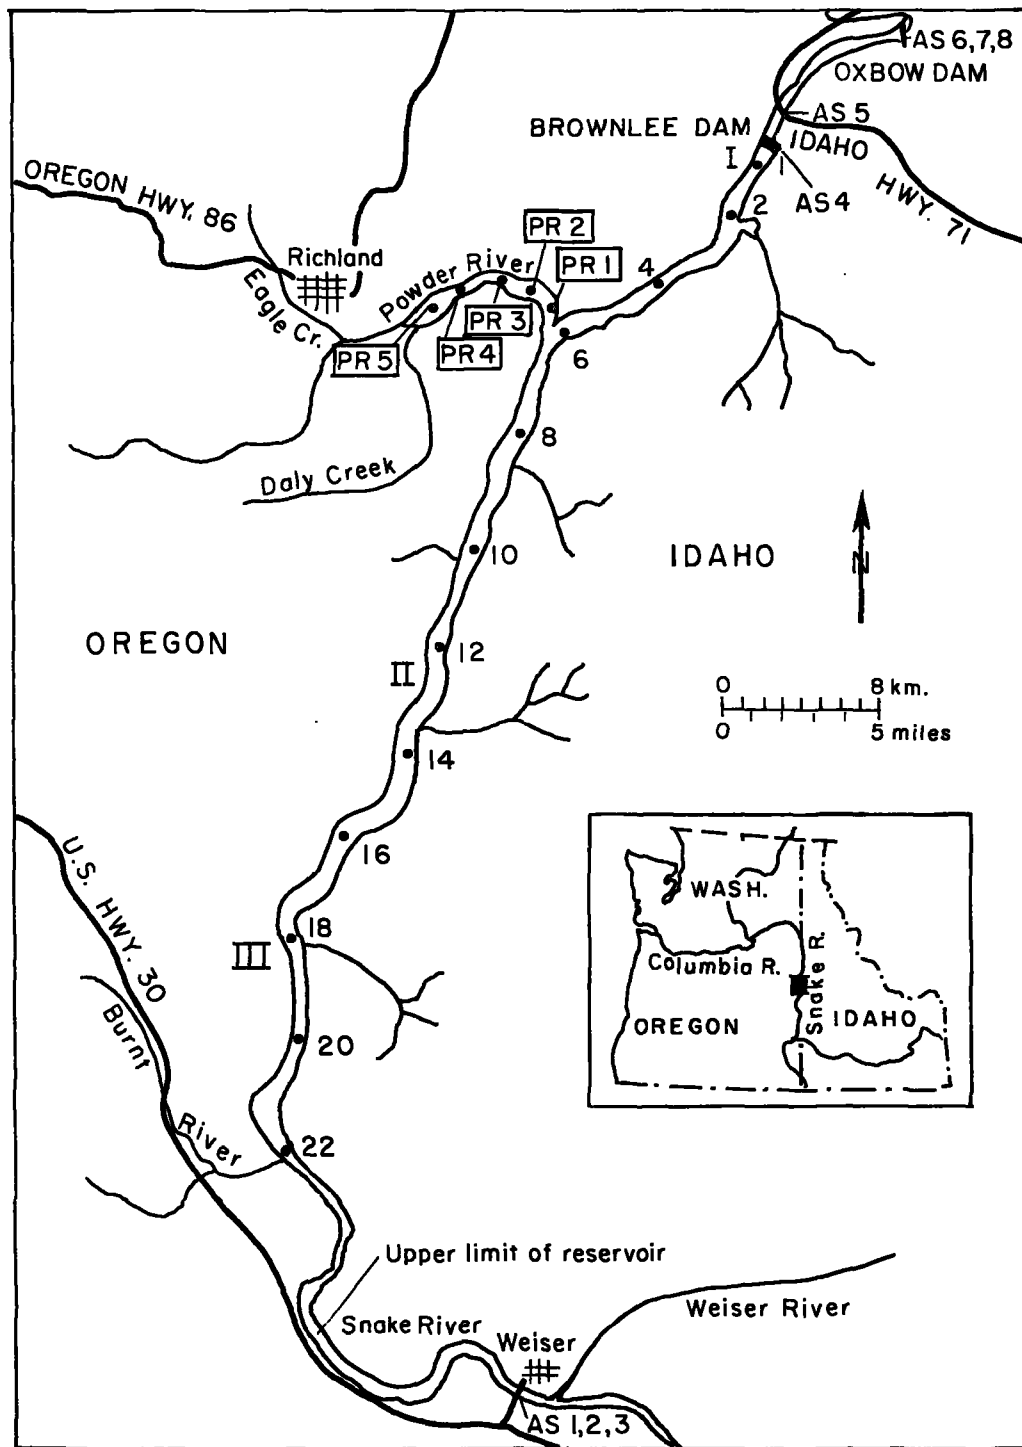 AS 6,7,8
OXBOW DAM
AS 5
BROWNLEE DAM
IDAHO
I
1
AS 4
HWY. 71
2
OREGON HWY. 86
Richland
Powder River
PR 2
PR 1
4
Eagle Cr.
PR 3
PR 4
PR 5
6
8
Daly Creek
10
IDAHO
N
OREGON
12
II
0 8 km.
0 5 miles
14
16
U.S. HWY. 30
18
III
20
Burnt River
22
WASH.
Columbia R.
Snake R.
OREGON
IDAHO
Upper limit of reservoir
Snake River
Weiser
Weiser River
AS 1,2,3